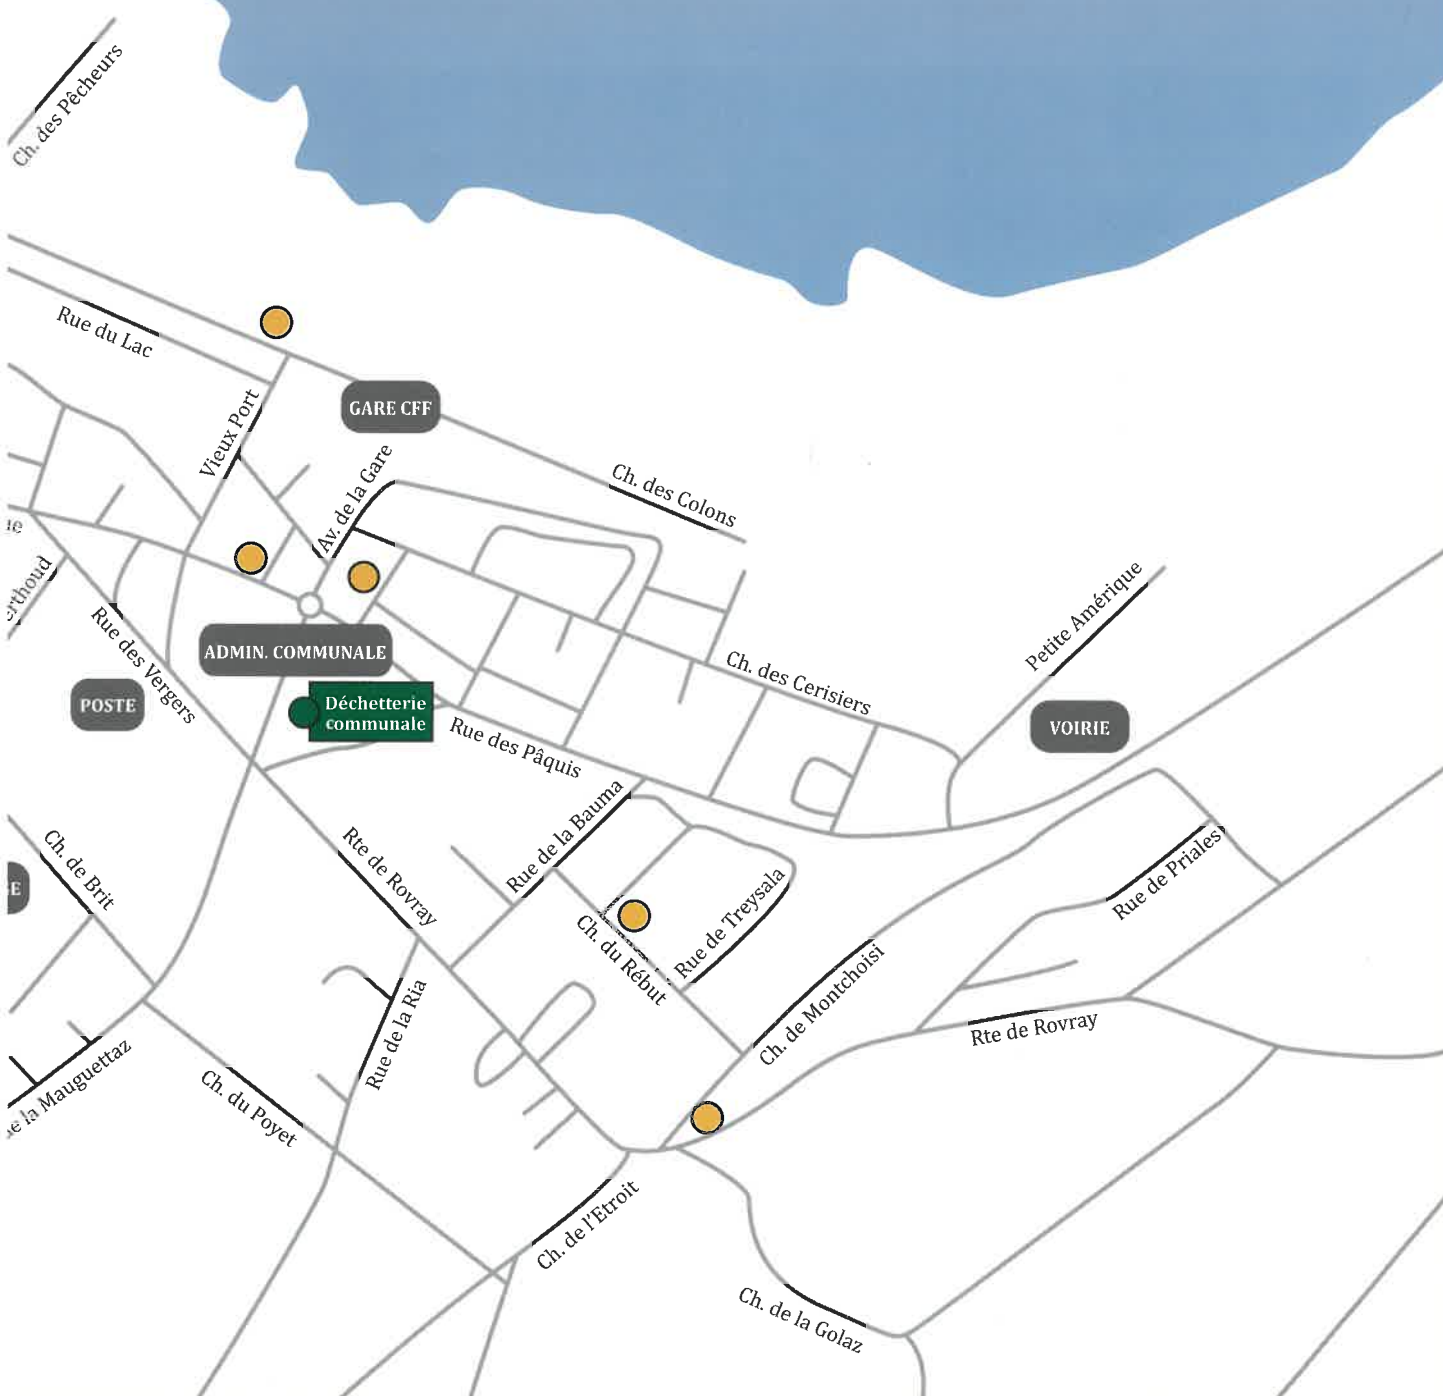 Ch. des Pêcheurs
Rue du Lac
GARE CFF
Vieux Port
Av. de la Gare
Ch. des Colons
Petite Amérique
Rue des Vergers
ADMIN. COMMUNALE
Ch. des Cerisiers
POSTE
Déchetterie
communale
VOIRIE
Rue des Pâquis
Rue de la Bauma
Ch. de Brit
Rte de Rovray
Rue de Priales
Rue de Treysala
Ch. du Rébut
Ch. de Montchoisi
Rue de la Ria
Rte de Rovray
la Mauguettaz
Ch. du Poyet
Ch. de l'Etroit
Ch. de la Golaz